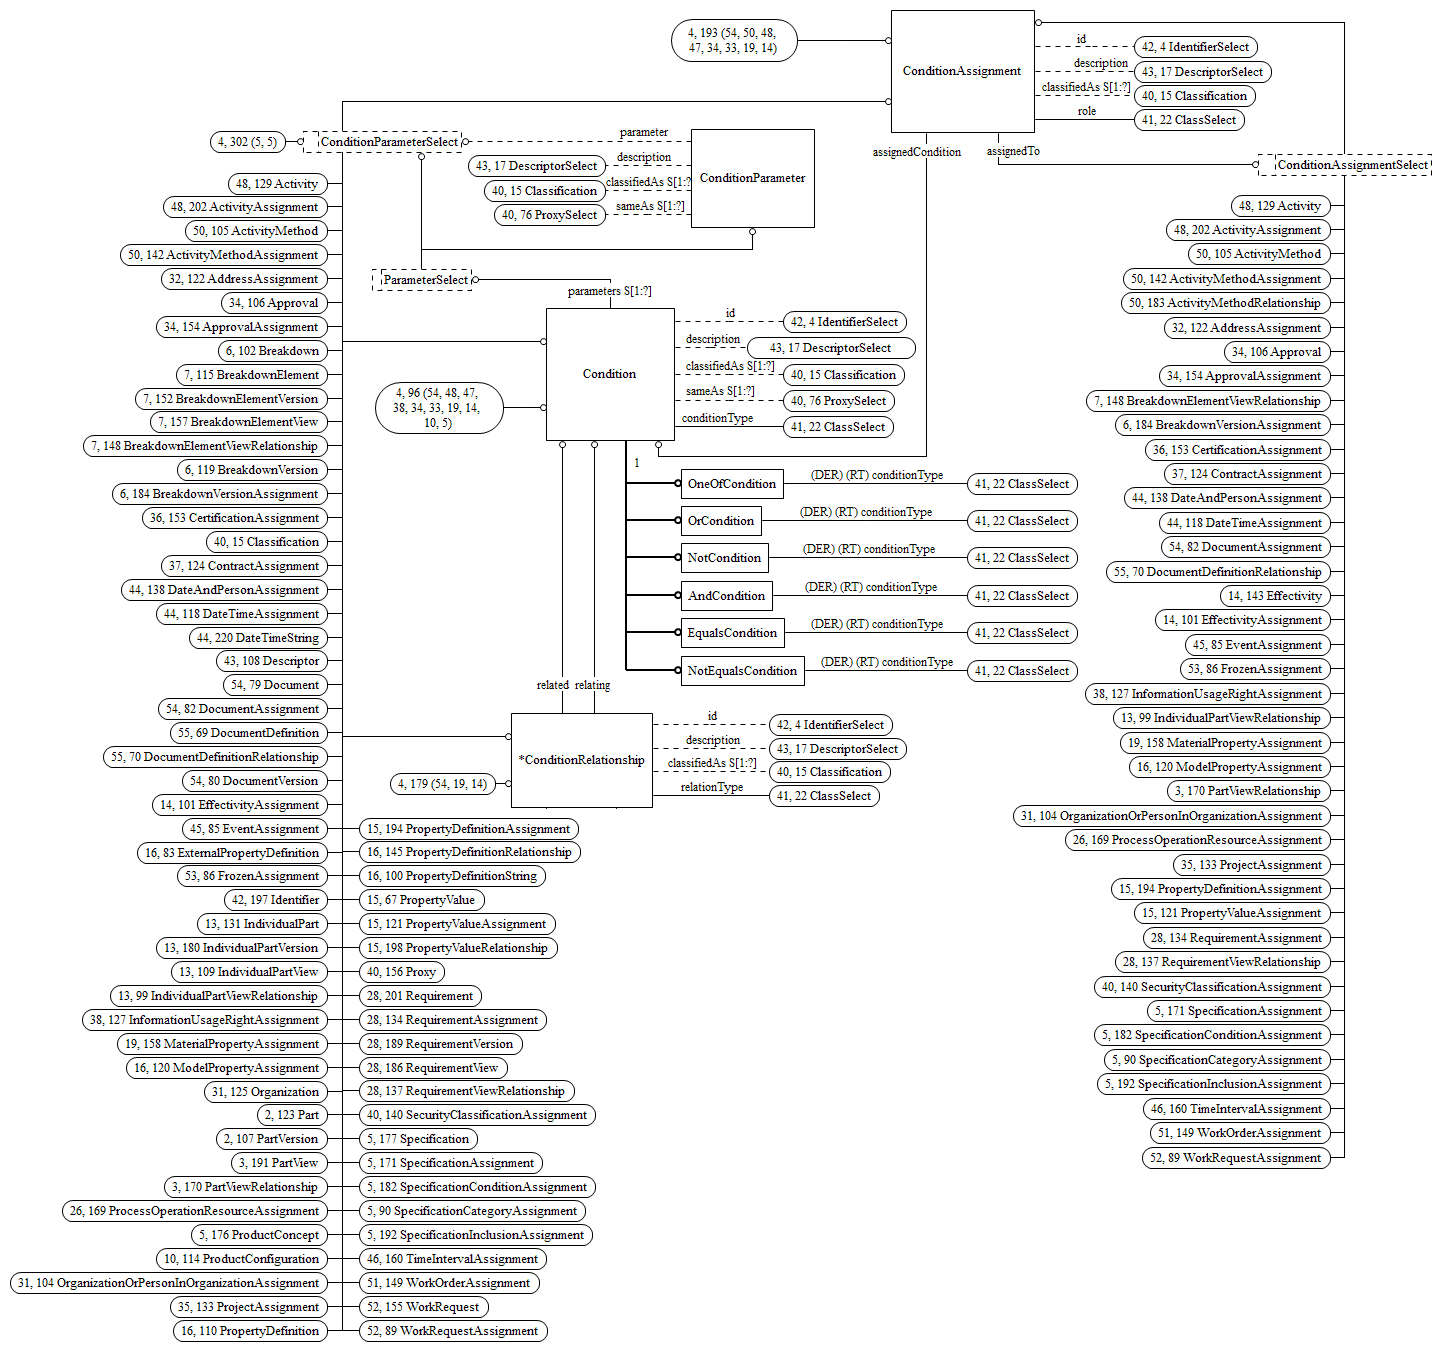 4, 193 (54, 50, 48,
47, 34, 33, 19, 14)
ConditionAssignment
id
42, 4 IdentifierSelect
description
43, 17 DescriptorSelect
classifiedAs S[1:?]
40, 15 Classification
role
41, 22 ClassSelect
assignedCondition
assignedTo
ConditionAssignmentSelect
4, 302 (5, 5)
ConditionParameterSelect
parameter
description
43, 17 DescriptorSelect
classifiedAs S[1:?
40, 15 Classification
sameAs S[1:?]
40, 76 ProxySelect
ConditionParameter
ParameterSelect
parameters S[1:?]
Condition
id
42, 4 IdentifierSelect
description
43, 17 DescriptorSelect
classifiedAs S[1:?]
40, 15 Classification
sameAs S[1:?]
40, 76 ProxySelect
conditionType
41, 22 ClassSelect
4, 96 (54, 48, 47,
38, 34, 33, 19, 14,
10, 5)
1
OneOfCondition
(DER) (RT) conditionType
41, 22 ClassSelect
OrCondition
(DER) (RT) conditionType
41, 22 ClassSelect
NotCondition
(DER) (RT) conditionType
41, 22 ClassSelect
AndCondition
(DER) (RT) conditionType
41, 22 ClassSelect
EqualsCondition
(DER) (RT) conditionType
41, 22 ClassSelect
NotEqualsCondition
(DER) (RT) conditionType
41, 22 ClassSelect
related
relating
*ConditionRelationship
id
42, 4 IdentifierSelect
description
43, 17 DescriptorSelect
classifiedAs S[1:?]
40, 15 Classification
relationType
41, 22 ClassSelect
4, 179 (54, 19, 14)
48, 129 Activity
48, 202 ActivityAssignment
50, 105 ActivityMethod
50, 142 ActivityMethodAssignment
32, 122 AddressAssignment
34, 106 Approval
34, 154 ApprovalAssignment
6, 102 Breakdown
7, 115 BreakdownElement
7, 152 BreakdownElementVersion
7, 157 BreakdownElementView
7, 148 BreakdownElementViewRelationship
6, 119 BreakdownVersion
6, 184 BreakdownVersionAssignment
36, 153 CertificationAssignment
40, 15 Classification
37, 124 ContractAssignment
44, 138 DateAndPersonAssignment
44, 118 DateTimeAssignment
44, 220 DateTimeString
43, 108 Descriptor
54, 79 Document
54, 82 DocumentAssignment
55, 69 DocumentDefinition
55, 70 DocumentDefinitionRelationship
54, 80 DocumentVersion
14, 101 EffectivityAssignment
45, 85 EventAssignment
16, 83 ExternalPropertyDefinition
53, 86 FrozenAssignment
42, 197 Identifier
13, 131 IndividualPart
13, 180 IndividualPartVersion
13, 109 IndividualPartView
13, 99 IndividualPartViewRelationship
38, 127 InformationUsageRightAssignment
19, 158 MaterialPropertyAssignment
16, 120 ModelPropertyAssignment
31, 125 Organization
2, 123 Part
2, 107 PartVersion
3, 191 PartView
3, 170 PartViewRelationship
26, 169 ProcessOperationResourceAssignment
5, 176 ProductConcept
10, 114 ProductConfiguration
31, 104 OrganizationOrPersonInOrganizationAssignment
35, 133 ProjectAssignment
16, 110 PropertyDefinition
15, 194 PropertyDefinitionAssignment
16, 145 PropertyDefinitionRelationship
16, 100 PropertyDefinitionString
15, 67 PropertyValue
15, 121 PropertyValueAssignment
15, 198 PropertyValueRelationship
40, 156 Proxy
28, 201 Requirement
28, 134 RequirementAssignment
28, 189 RequirementVersion
28, 186 RequirementView
28, 137 RequirementViewRelationship
40, 140 SecurityClassificationAssignment
5, 177 Specification
5, 171 SpecificationAssignment
5, 182 SpecificationConditionAssignment
5, 90 SpecificationCategoryAssignment
5, 192 SpecificationInclusionAssignment
46, 160 TimeIntervalAssignment
51, 149 WorkOrderAssignment
52, 155 WorkRequest
52, 89 WorkRequestAssignment
48, 129 Activity
48, 202 ActivityAssignment
50, 105 ActivityMethod
50, 142 ActivityMethodAssignment
50, 183 ActivityMethodRelationship
32, 122 AddressAssignment
34, 106 Approval
34, 154 ApprovalAssignment
7, 148 BreakdownElementViewRelationship
6, 184 BreakdownVersionAssignment
36, 153 CertificationAssignment
37, 124 ContractAssignment
44, 138 DateAndPersonAssignment
44, 118 DateTimeAssignment
54, 82 DocumentAssignment
55, 70 DocumentDefinitionRelationship
14, 143 Effectivity
14, 101 EffectivityAssignment
45, 85 EventAssignment
53, 86 FrozenAssignment
38, 127 InformationUsageRightAssignment
13, 99 IndividualPartViewRelationship
19, 158 MaterialPropertyAssignment
16, 120 ModelPropertyAssignment
3, 170 PartViewRelationship
31, 104 OrganizationOrPersonInOrganizationAssignment
26, 169 ProcessOperationResourceAssignment
35, 133 ProjectAssignment
15, 194 PropertyDefinitionAssignment
15, 121 PropertyValueAssignment
28, 134 RequirementAssignment
28, 137 RequirementViewRelationship
40, 140 SecurityClassificationAssignment
5, 171 SpecificationAssignment
5, 182 SpecificationConditionAssignment
5, 90 SpecificationCategoryAssignment
5, 192 SpecificationInclusionAssignment
46, 160 TimeIntervalAssignment
51, 149 WorkOrderAssignment
52, 89 WorkRequestAssignment